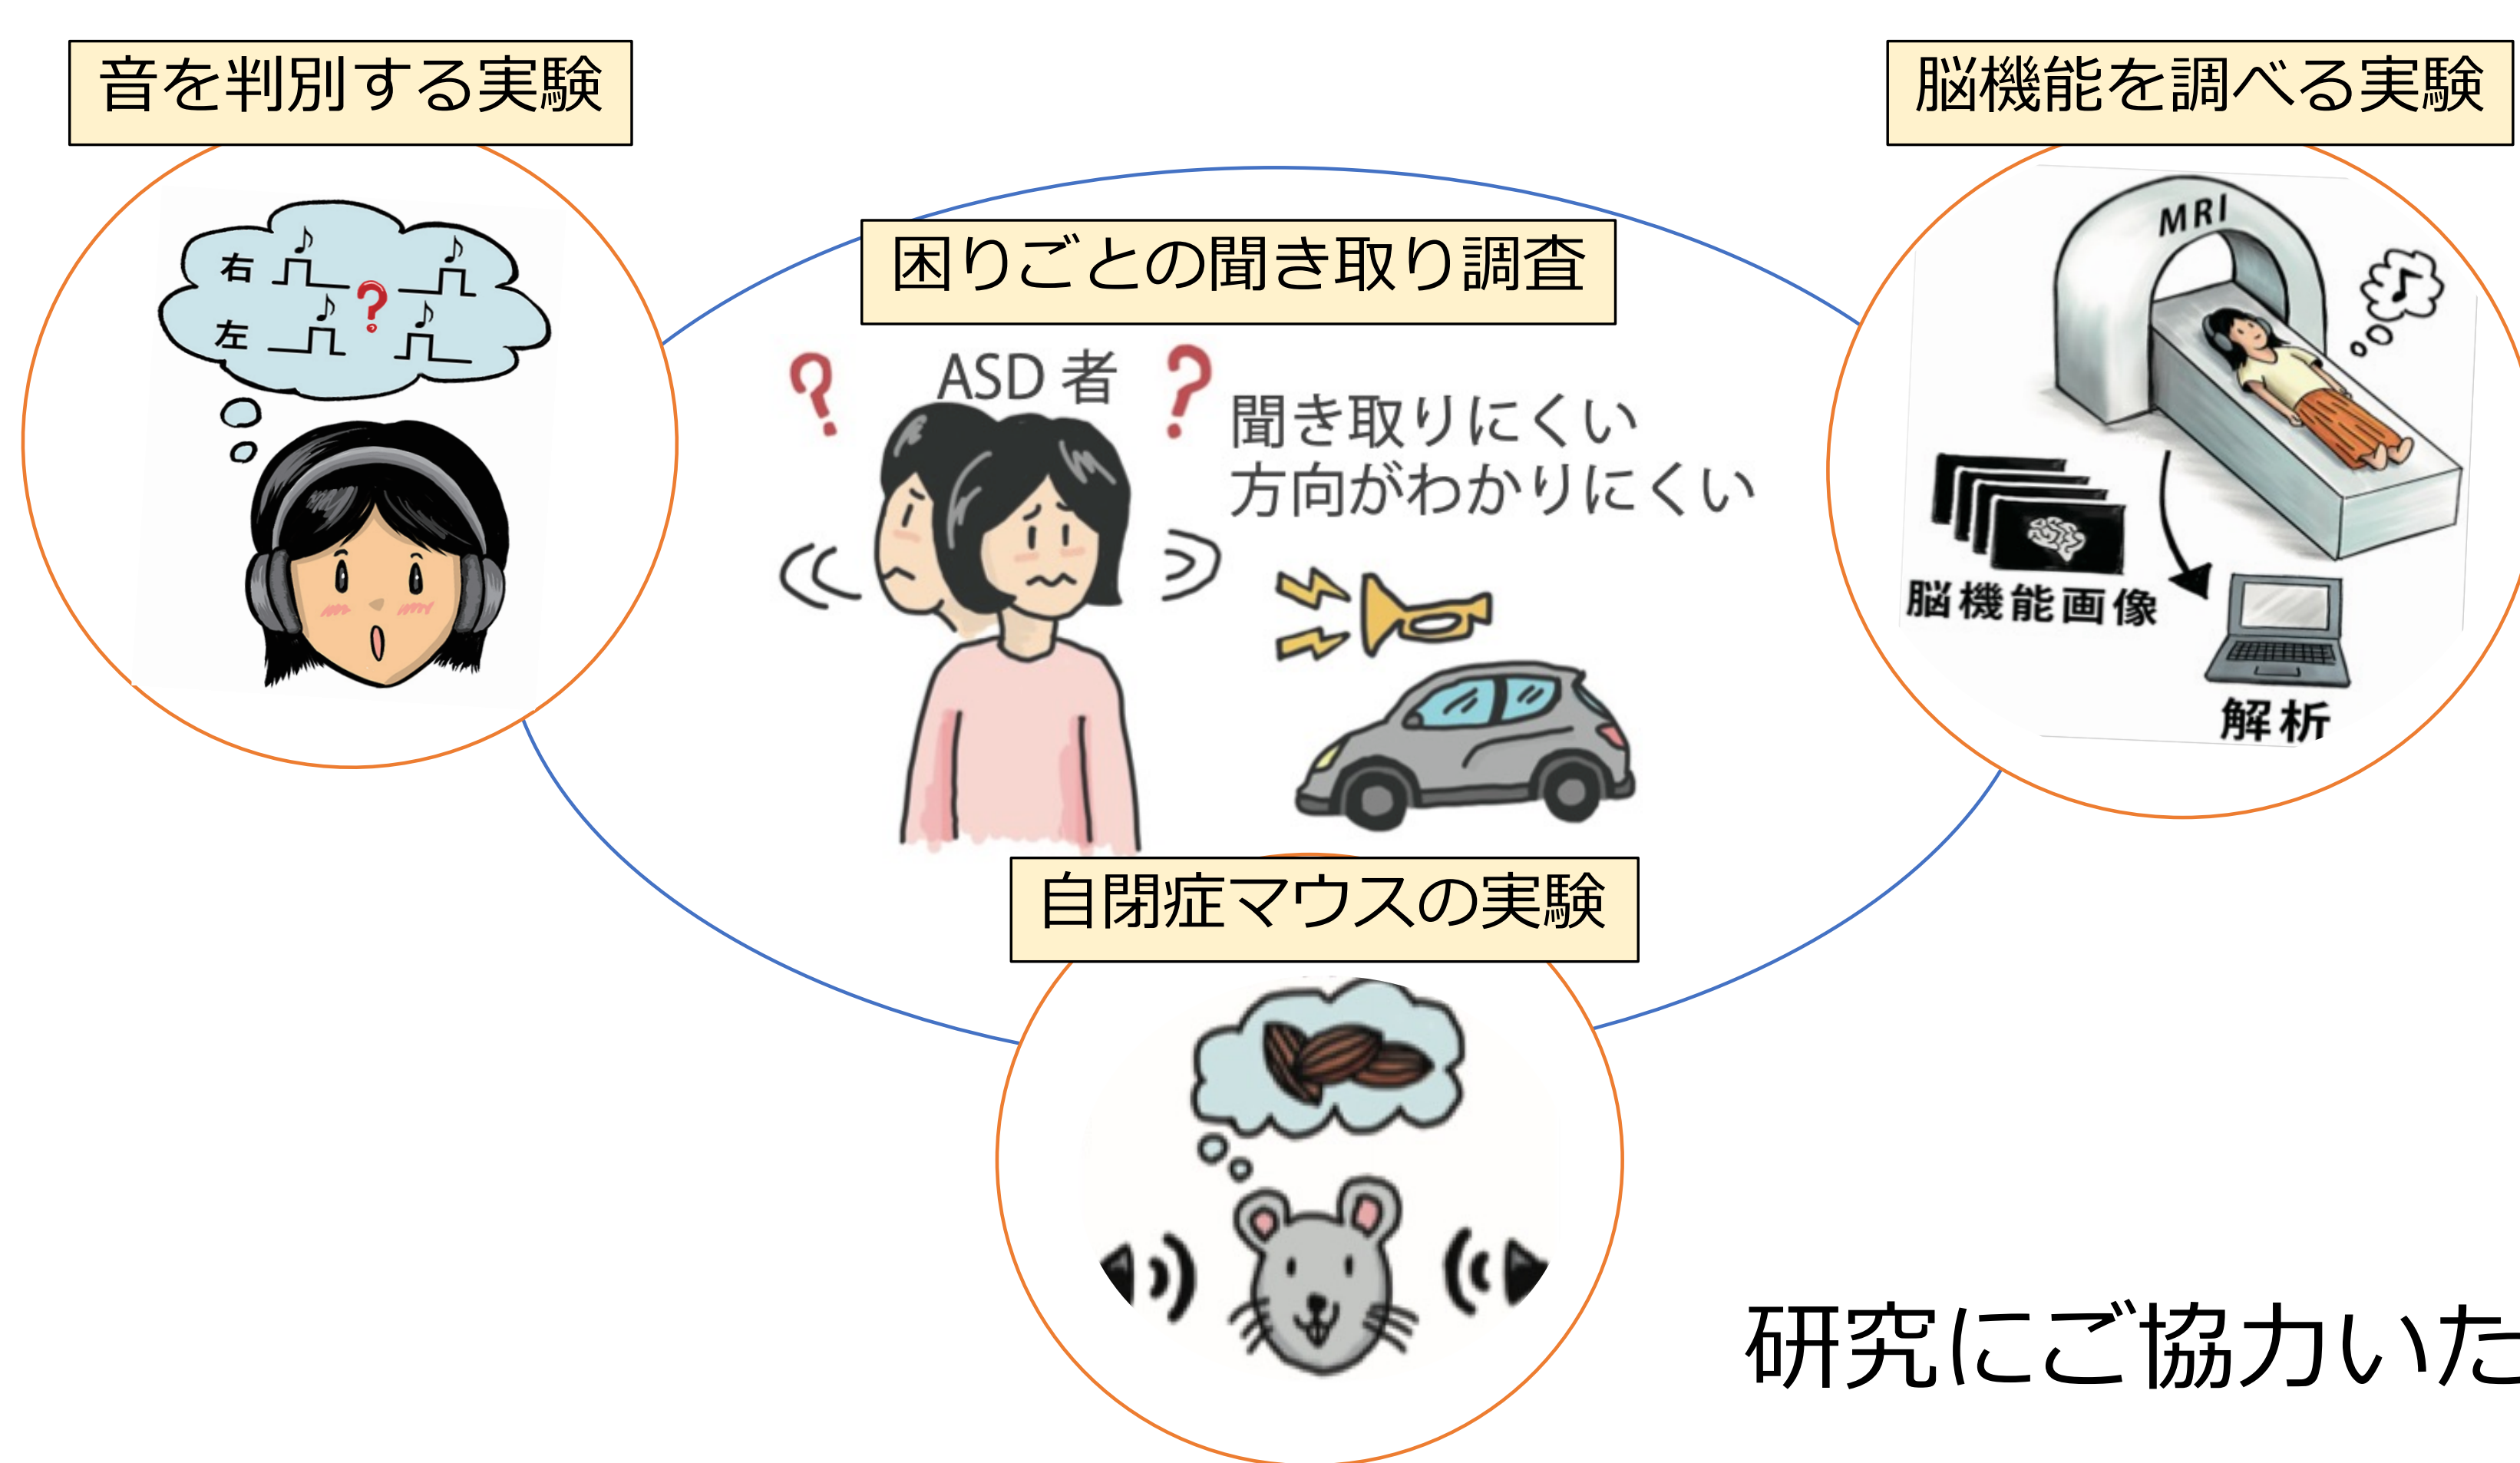 音を判別する実験
右
左
困りごとの聞き取り調査
ASD 者
聞き取りにくい
方向がわかりにくい
脳機能を調べる実験
MRI
脳機能画像
解析
自閉症マウスの実験
研究にご協力いた